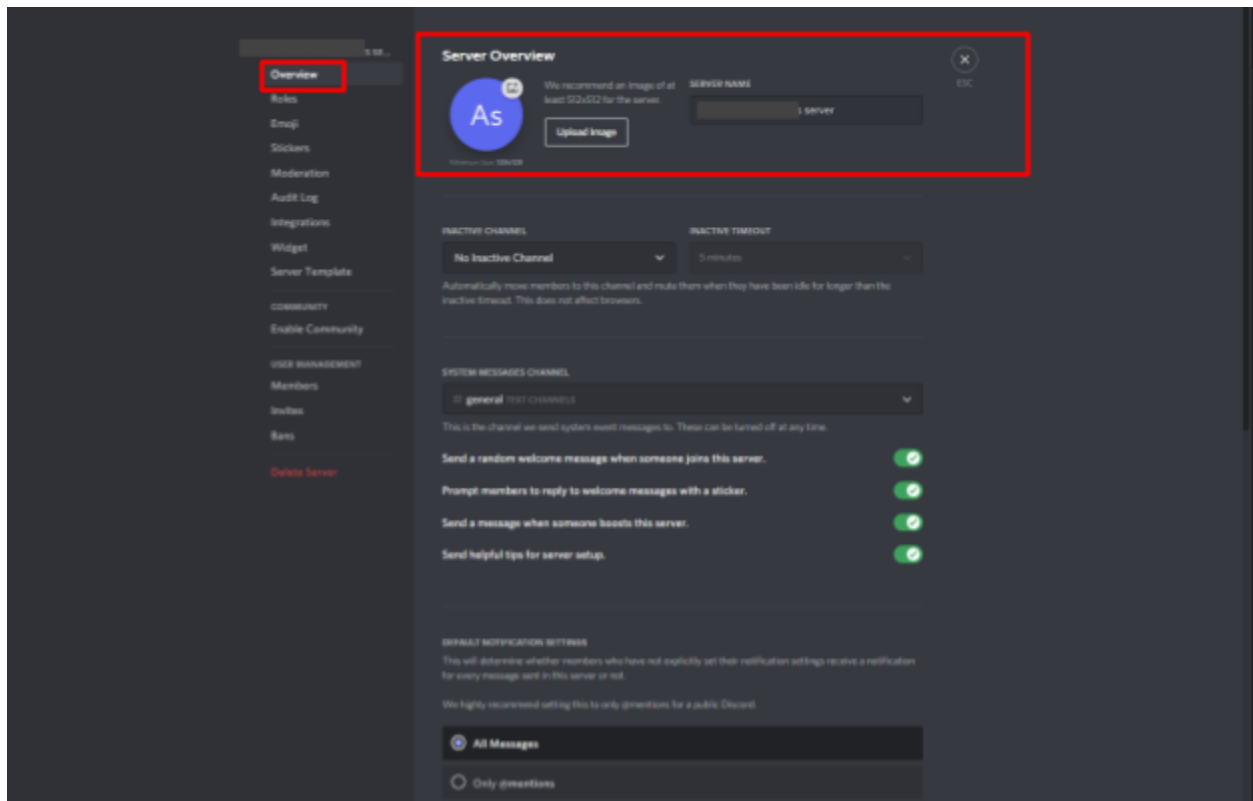 Overview
Roles
Emoji
Stickers
Moderation
Audit Log
Integrations
Widget
Server Template
COMMUNITY
Enable Community
USER MANAGEMENT
Members
Invites
Bans
Delete Server
Server Overview
As
We recommend an image of at
least 512x512 for the server.
Upload Image
SERVER NAME
server
ESC
INACTIVE CHANNEL
No Inactive Channel
INACTIVE TIMEOUT
5 minutes
Automatically move members to this channel and mute them when they have been idle for longer than the
inactive timeout. This does not affect browsers.
SYSTEM MESSAGES CHANNEL
# general TEXT CHANNELS
This is the channel we send system event messages to. These can be turned off at any time.
Send a random welcome message when someone joins this server.
Prompt members to reply to welcome messages with a sticker.
Send a message when someone boosts this server.
Send helpful tips for server setup.
DEFAULT NOTIFICATION SETTINGS
This will determine whether members who have not explicitly set their notification settings receive a notification
for every message sent in this server or not.
We highly recommend setting this to only @mentions for a public Discord.
All Messages
Only @mentions